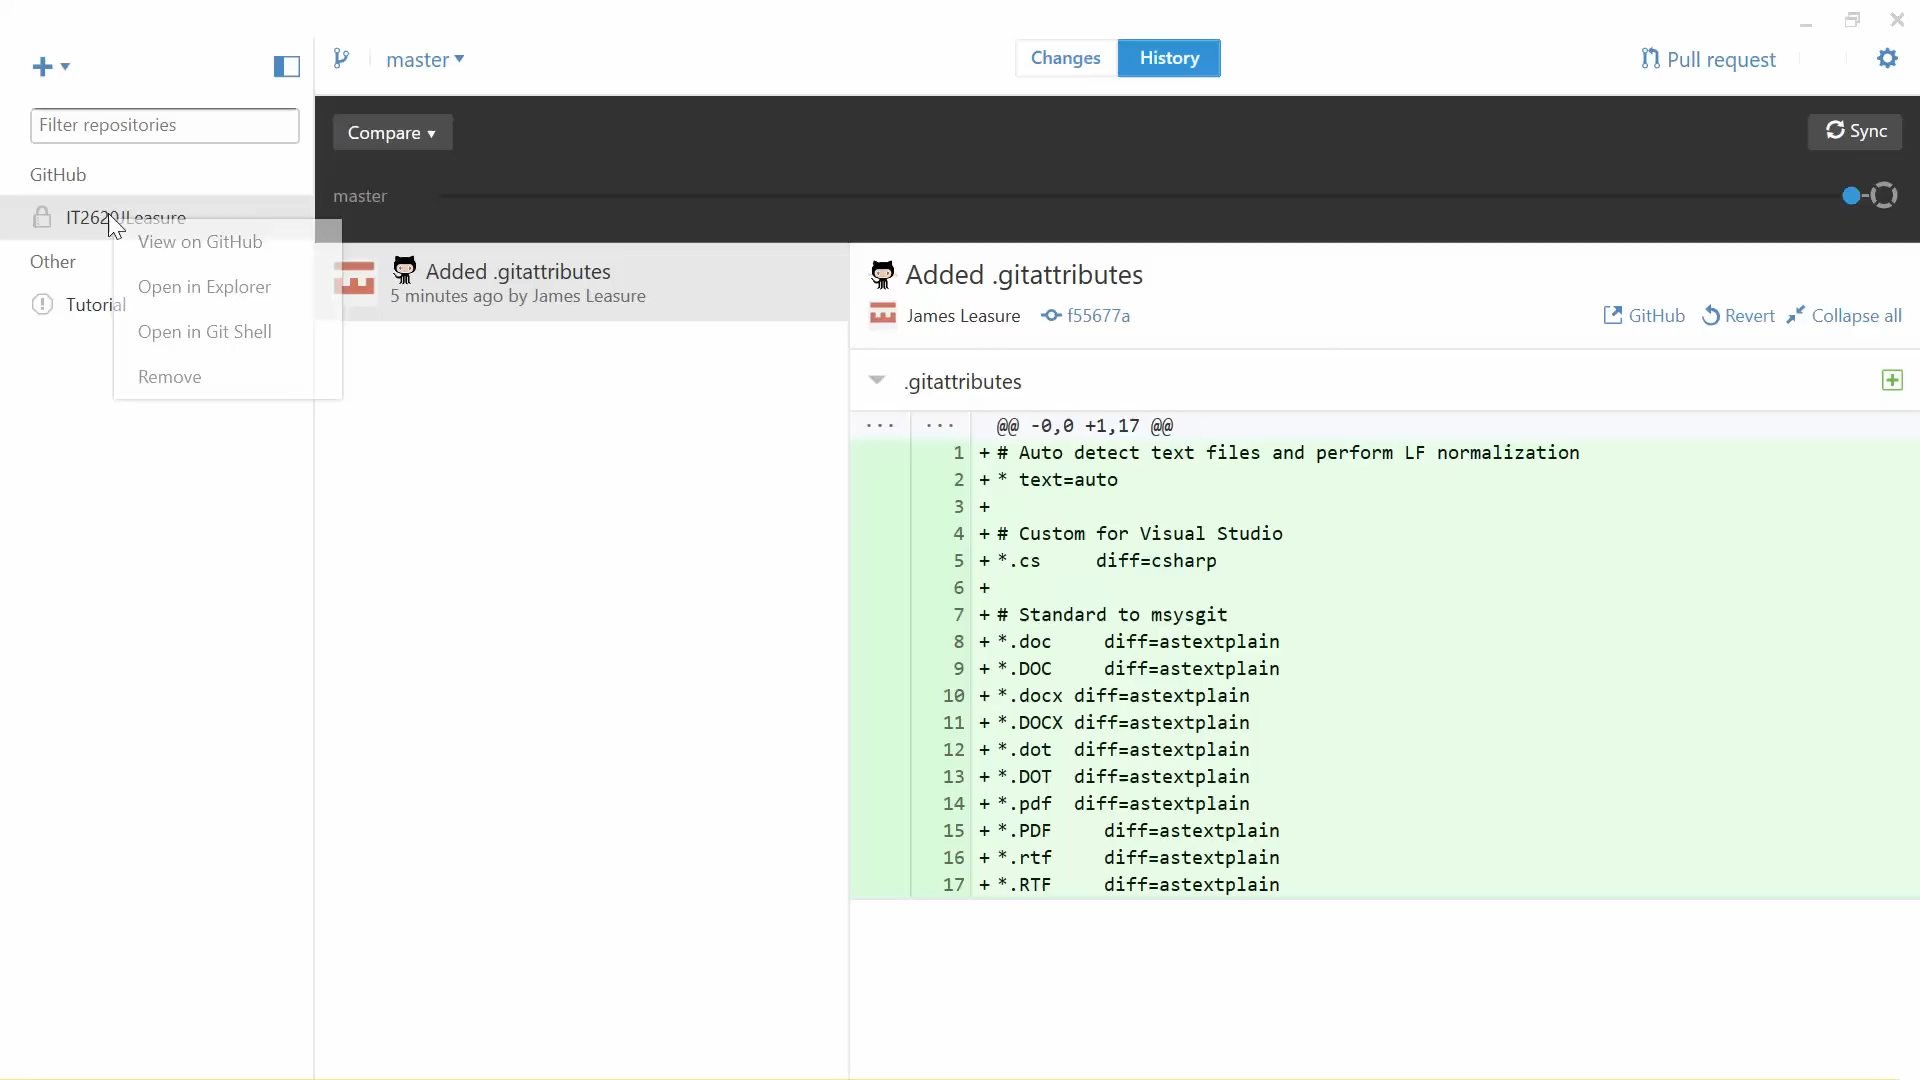 master
Changes
History
Pull request
Filter repositories
Compare
Sync
GitHub
master
IT2620JLeasure
View on GitHub
Other
Open in Explorer
Tutorial
Open in Git Shell
Remove
Added .gitattributes
5 minutes ago by James Leasure
Added .gitattributes
James Leasure
f55677a
GitHub
Revert
Collapse all
.gitattributes
... ... @@ -0,0 +1,17 @@
1 + # Auto detect text files and perform LF normalization
2 + * text=auto
3 +
4 + # Custom for Visual Studio
5 + *.cs     diff=csharp
6 +
7 + # Standard to msysgit
8 + *.doc     diff=astextplain
9 + *.DOC     diff=astextplain
10 + *.docx diff=astextplain
11 + *.DOCX diff=astextplain
12 + *.dot  diff=astextplain
13 + *.DOT  diff=astextplain
14 + *.pdf  diff=astextplain
15 + *.PDF     diff=astextplain
16 + *.rtf     diff=astextplain
17 + *.RTF     diff=astextplain